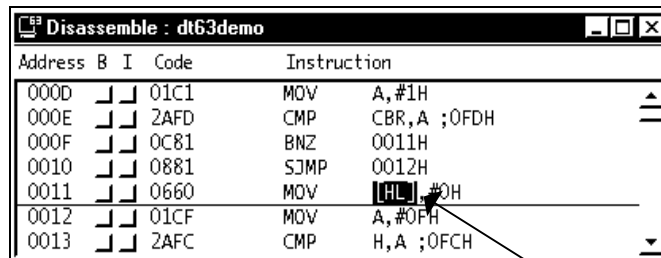 63 Disassemble : dt63demo
Address B I Code Instruction
000D 01C1 MOV A,#1H
000E 2AFD CMP CBR,A ;0FDH
000F 0C81 BNZ 0011H
0010 0881 SJMP 0012H
0011 0660 MOV [HL],#0H
0012 01CF MOV A,#0FH
0013 2AFC CMP H,A ;0FCH